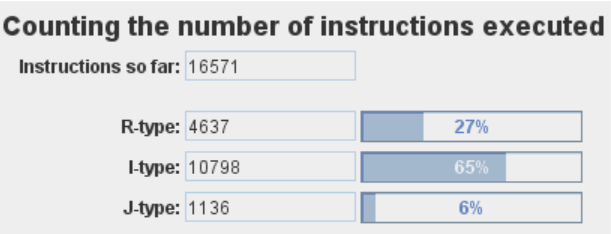 Counting the number of instructions executed
Instructions so far: 16571
R-type: 4637 27%
I-type: 10798 65%
J-type: 1136 6%